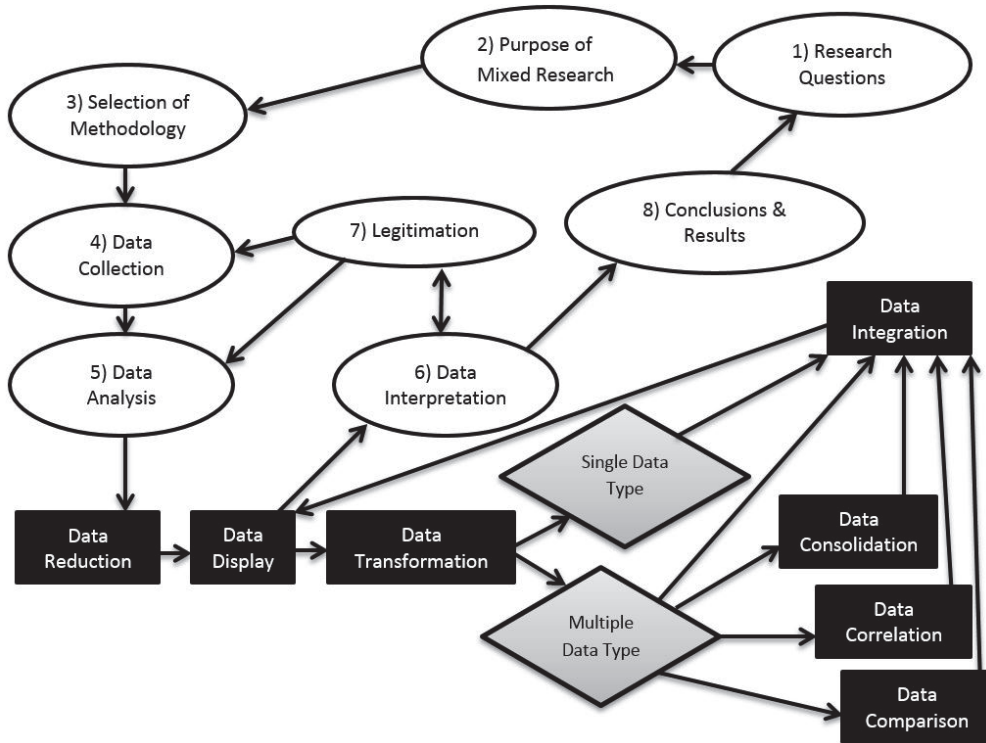 1) Research
Questions
2) Purpose of
Mixed Research
3) Selection of
Methodology
4) Data
Collection
5) Data
Analysis
6) Data
Interpretation
7) Legitimation
8) Conclusions &
Results
Data
Reduction
Data
Display
Data
Transformation
Single Data
Type
Multiple
Data Type
Data
Integration
Data
Consolidation
Data
Correlation
Data
Comparison